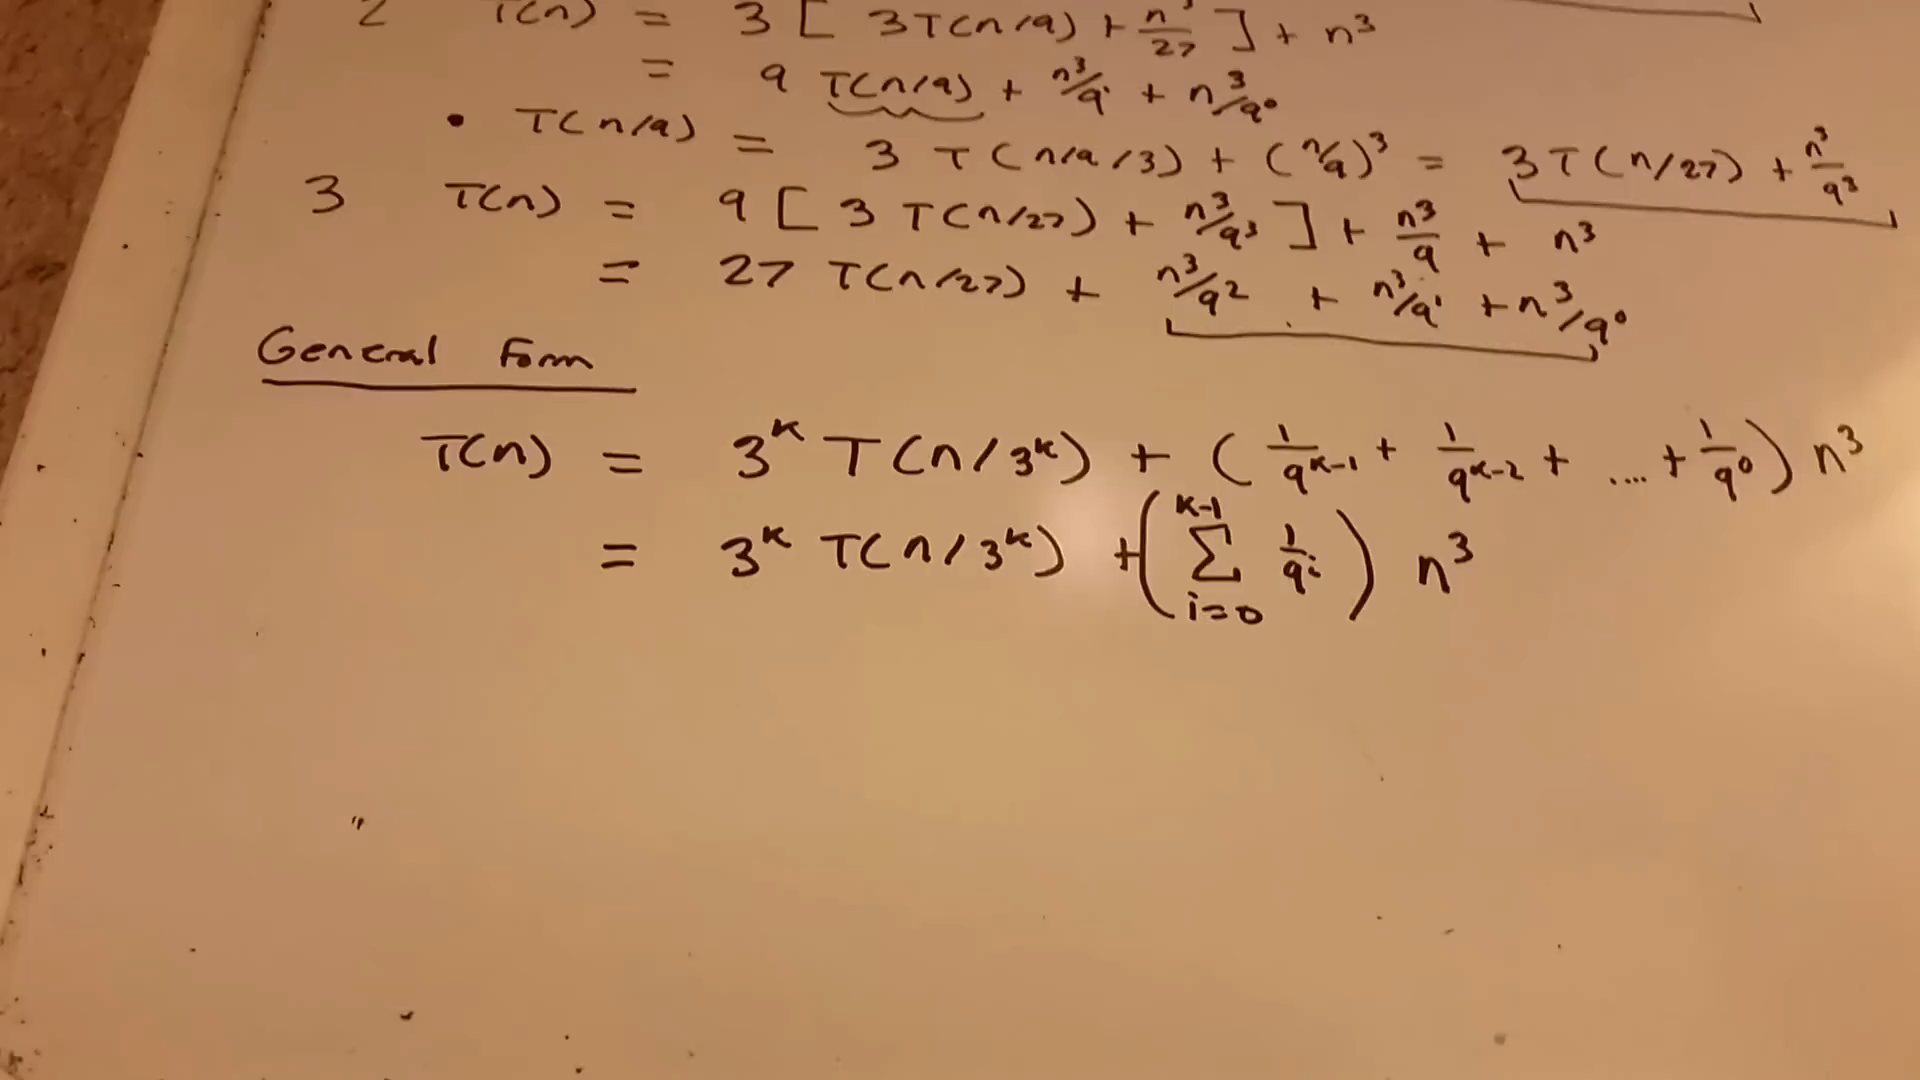 2 T(n) = 3 [ 3T(n/9) + n³/27 ] + n³
= 9 T(n/9) + n³/9¹ + n³/9⁰
• T(n/9) = 3 T(n/9/3) + (n/9)³ = 3T(n/27) + n³/9³
3 T(n) = 9 [ 3 T(n/27) + n³/9³ ] + n³/9 + n³
= 27 T(n/27) + n³/9² + n³/9¹ + n³/9⁰
General Form
T(n) = 3ᵏ T(n/3ᵏ) + (1/9ᵏ⁻¹ + 1/9ᵏ⁻² + .... + 1/9⁰) n³
= 3ᵏ T(n/3ᵏ) + (∑_{i=0}^{k-1} 1/9ⁱ) n³